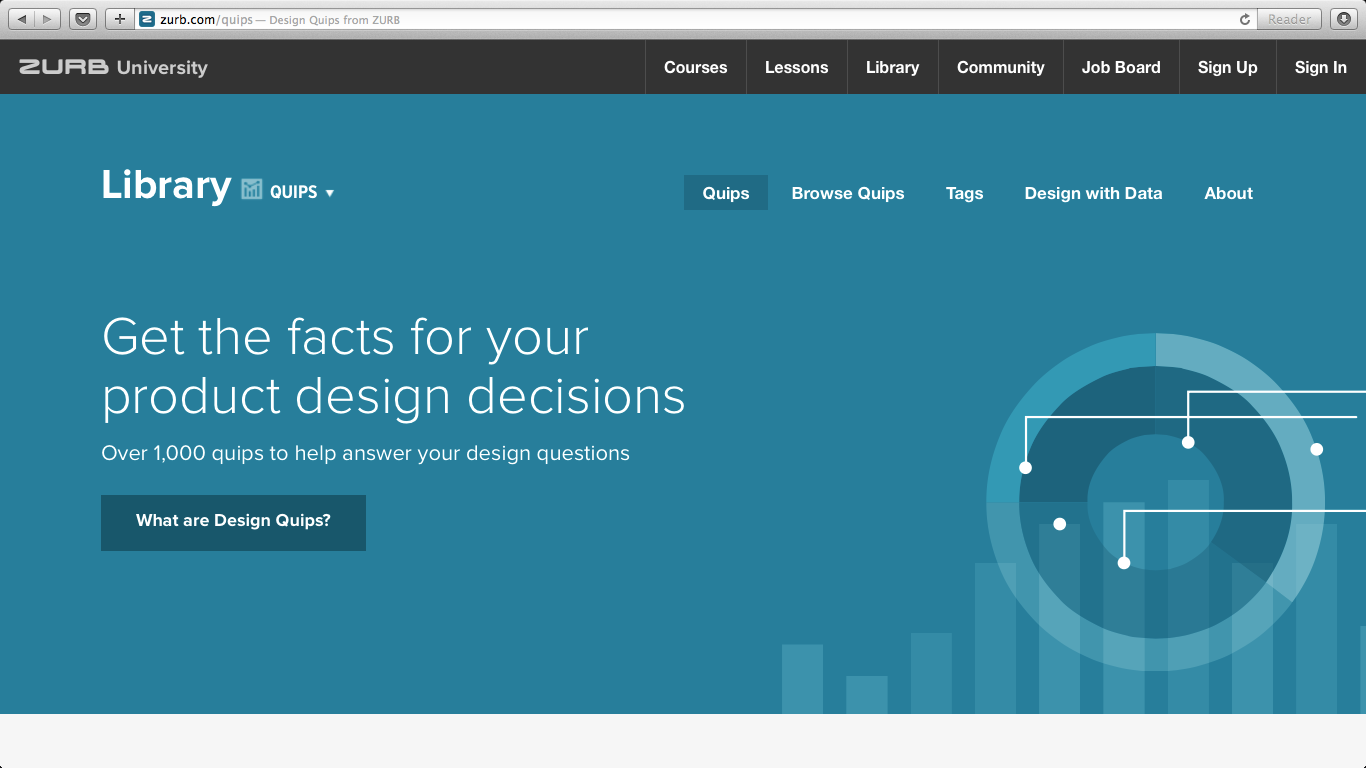 zurb.com/quips — Design Quips from ZURB
Reader
ZURB University
Courses
Lessons
Library
Community
Job Board
Sign Up
Sign In
Library QUIPS
Quips
Browse Quips
Tags
Design with Data
About
Get the facts for your
product design decisions
Over 1,000 quips to help answer your design questions
What are Design Quips?